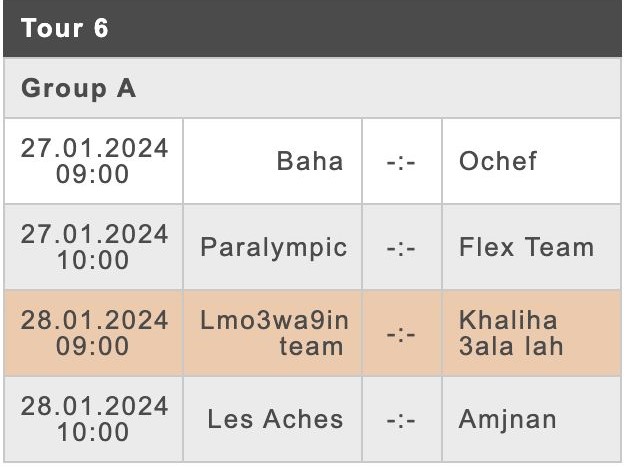 Tour 6
Group A
27.01.2024
09:00
Baha
-:-
Ochef
27.01.2024
10:00
Paralympic
-:-
Flex Team
28.01.2024
09:00
Lmo3wa9in
team
-:-
Khaliha
3ala lah
28.01.2024
10:00
Les Aches
-:-
Amjnan